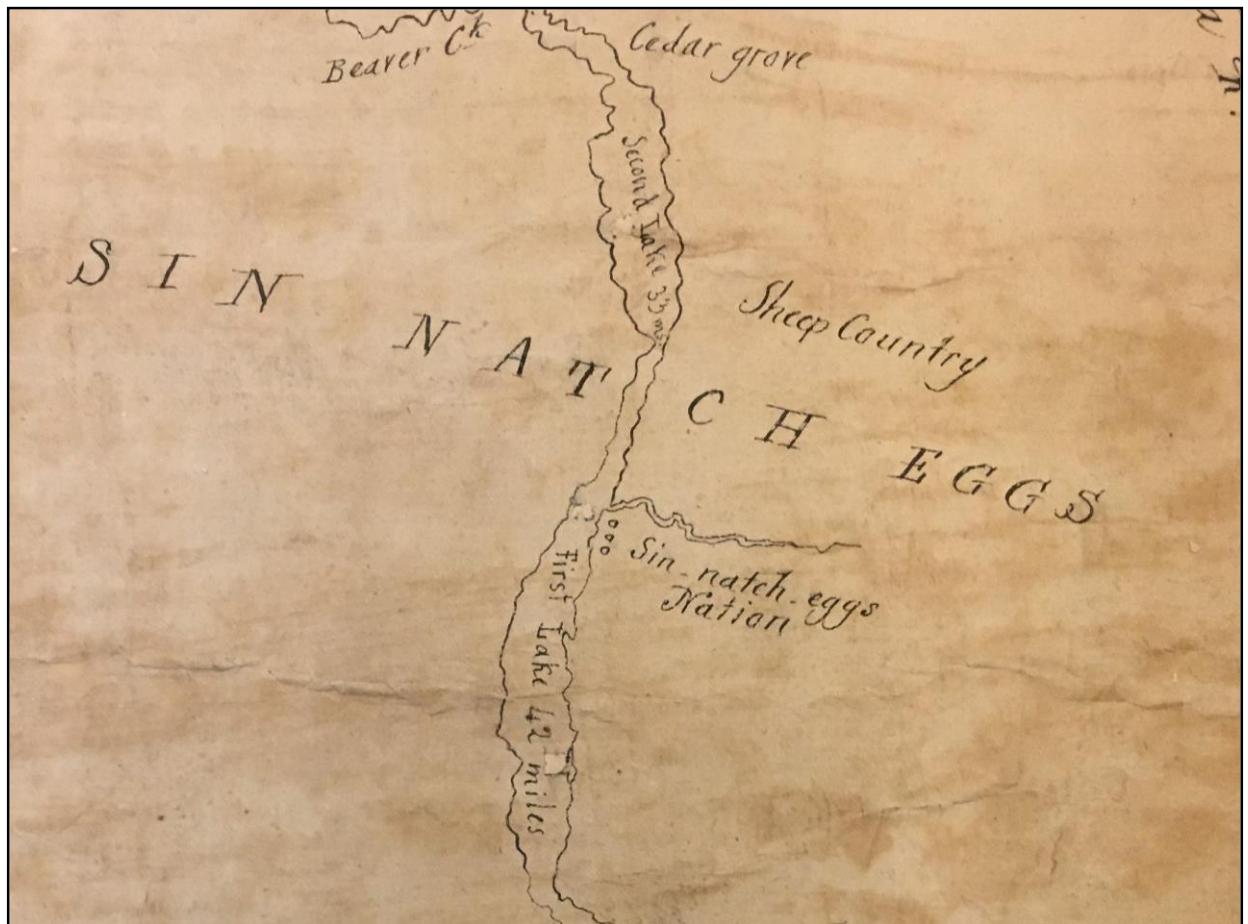 Beaver Ck
Cedar grove
Second Lake 33 ms
SIN NATCH EGGS
Sheep Country
Sin-natch-eggs
Nation
First Lake 42 miles